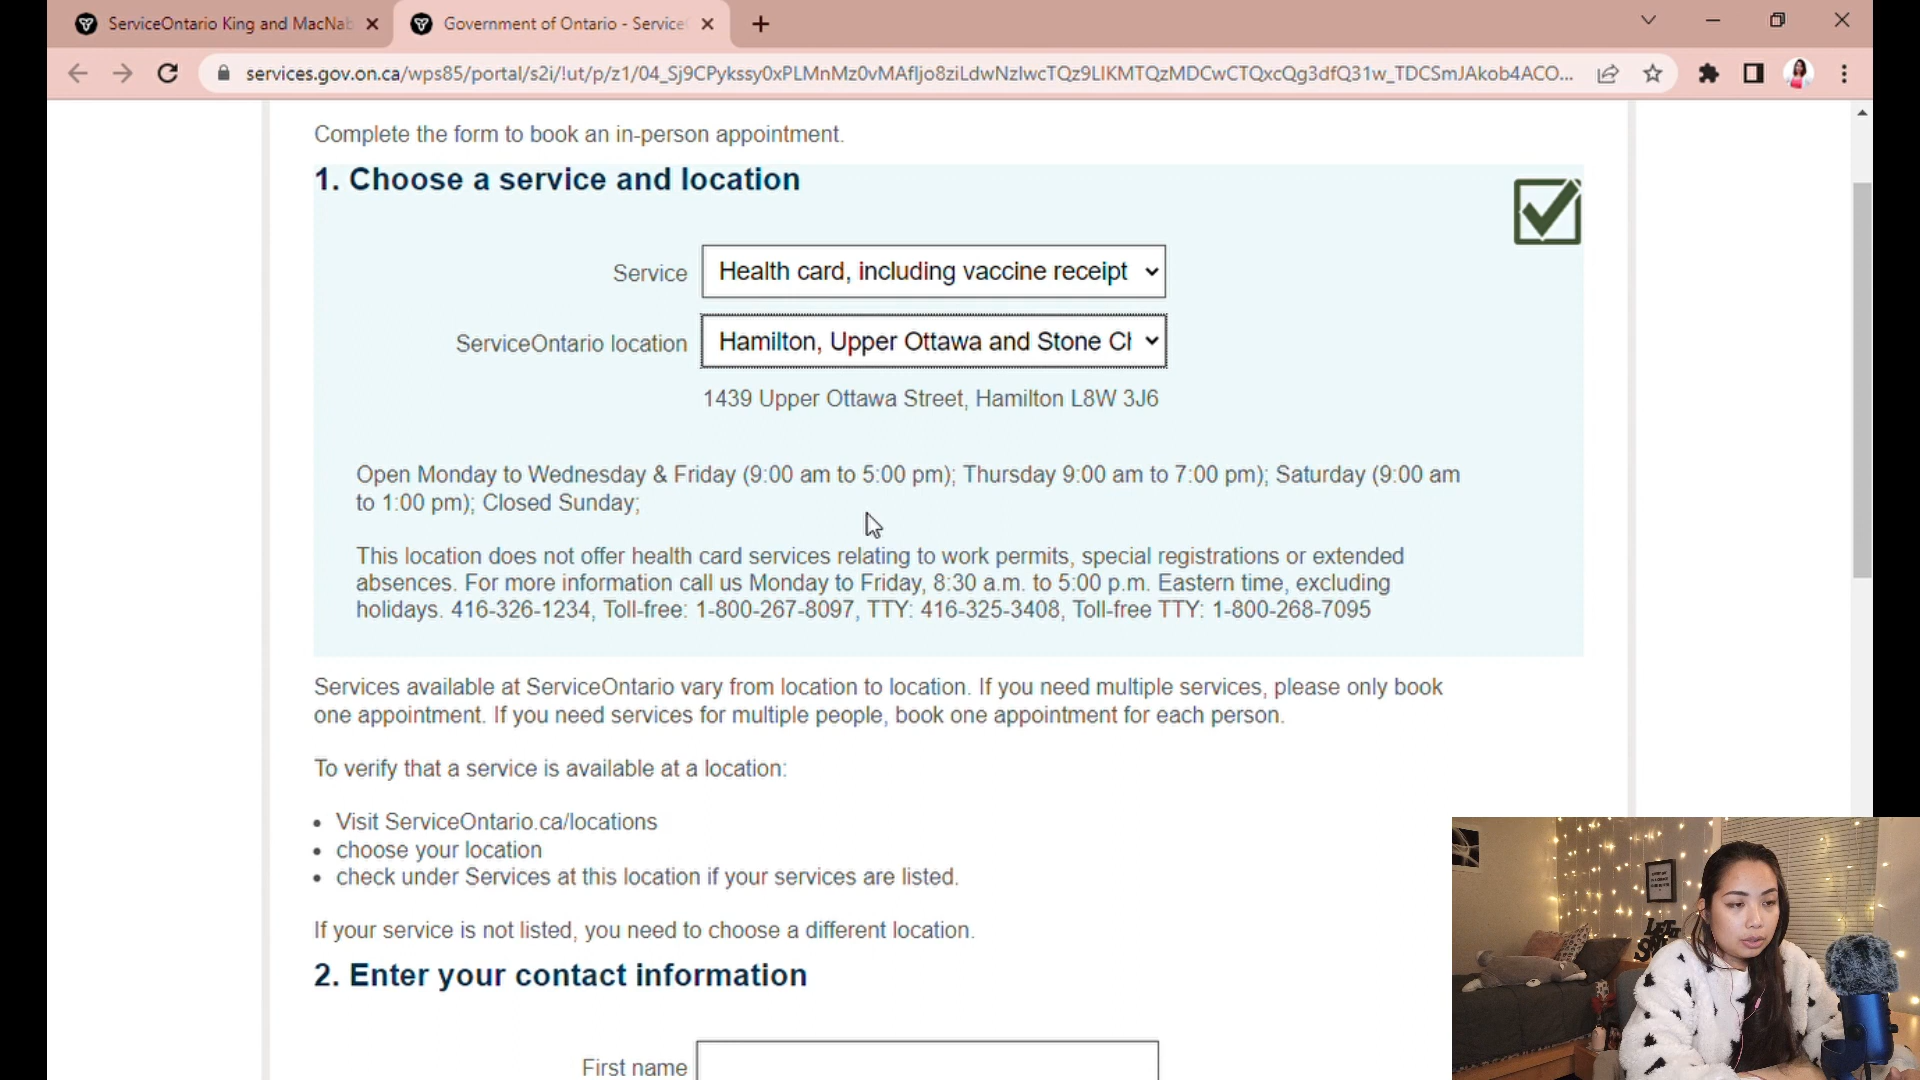 ServiceOntario King and MacNab
Government of Ontario - Service
services.gov.on.ca/wps85/portal/s2i/!ut/p/z1/04_Sj9CPykssy0xPLMnMz0vMAfIjo8ziLdwNzIwcTQz9LIKMTQzMDCwCTQxcQg3dfQ31w_TDCSmJAkob4ACO...
Complete the form to book an in-person appointment.
1. Choose a service and location
Service Health card, including vaccine receipt
ServiceOntario location Hamilton, Upper Ottawa and Stone Ch
1439 Upper Ottawa Street, Hamilton L8W 3J6
Open Monday to Wednesday & Friday (9:00 am to 5:00 pm); Thursday 9:00 am to 7:00 pm); Saturday (9:00 am
to 1:00 pm); Closed Sunday;
This location does not offer health card services relating to work permits, special registrations or extended
absences. For more information call us Monday to Friday, 8:30 a.m. to 5:00 p.m. Eastern time, excluding
holidays. 416-326-1234, Toll-free: 1-800-267-8097, TTY: 416-325-3408, Toll-free TTY: 1-800-268-7095
Services available at ServiceOntario vary from location to location. If you need multiple services, please only book
one appointment. If you need services for multiple people, book one appointment for each person.
To verify that a service is available at a location:
• Visit ServiceOntario.ca/locations
• choose your location
• check under Services at this location if your services are listed.
If your service is not listed, you need to choose a different location.
2. Enter your contact information
First name
LET IT